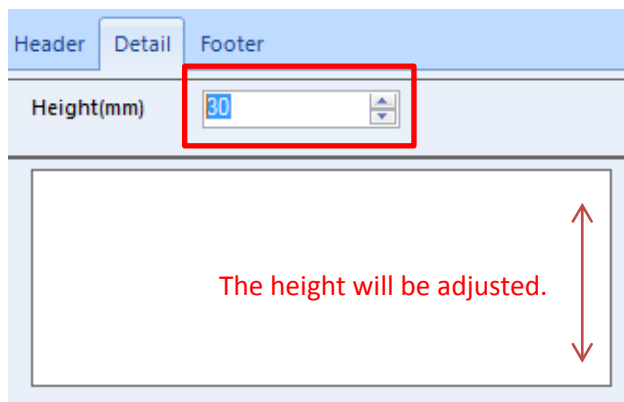 Header Detail Footer
Height(mm) 30
The height will be adjusted.